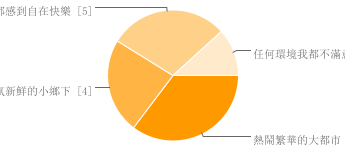 都感到自在快樂 [5]
任何環境我都不滿意
氣新鮮的小鄉下 [4]
熱鬧繁華的大都市